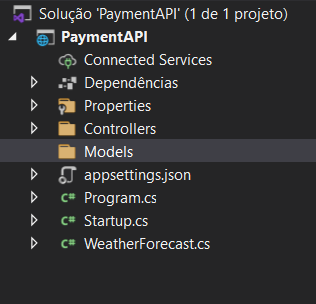 Solução 'PaymentAPI' (1 de 1 projeto)
PaymentAPI
Connected Services
Dependências
Properties
Controllers
Models
appsettings.json
C# Program.cs
C# Startup.cs
C# WeatherForecast.cs